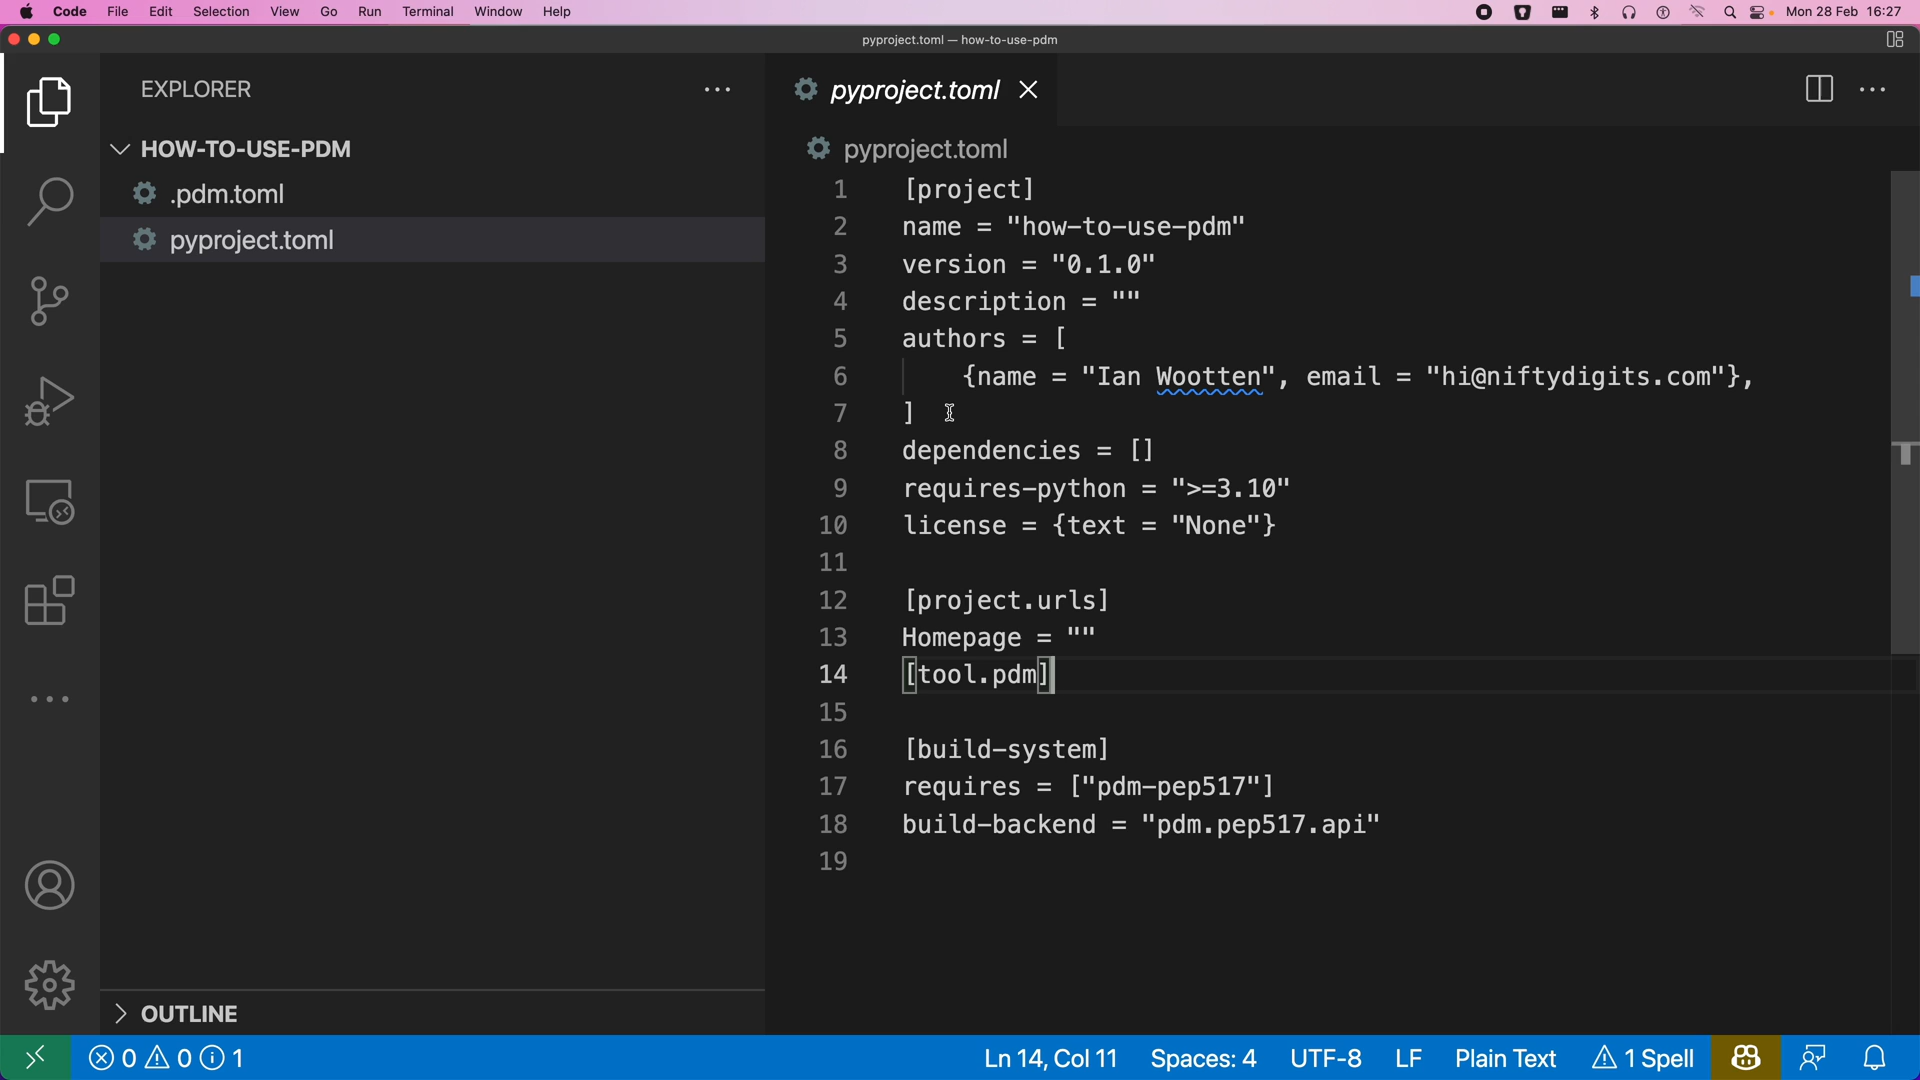 Code File Edit Selection View Go Run Terminal Window Help Mon 28 Feb 16:27
pyproject.toml — how-to-use-pdm
EXPLORER
HOW-TO-USE-PDM
.pdm.toml
pyproject.toml
OUTLINE
pyproject.toml
pyproject.toml
1 [project]
2 name = "how-to-use-pdm"
3 version = "0.1.0"
4 description = ""
5 authors = [
6 {name = "Ian Wootten", email = "hi@niftydigits.com"},
7 ]
8 dependencies = []
9 requires-python = ">=3.10"
10 license = {text = "None"}
11
12 [project.urls]
13 Homepage = ""
14 [tool.pdm]
15
16 [build-system]
17 requires = ["pdm-pep517"]
18 build-backend = "pdm.pep517.api"
19
0 0 1 Ln 14, Col 11 Spaces: 4 UTF-8 LF Plain Text 1 Spell